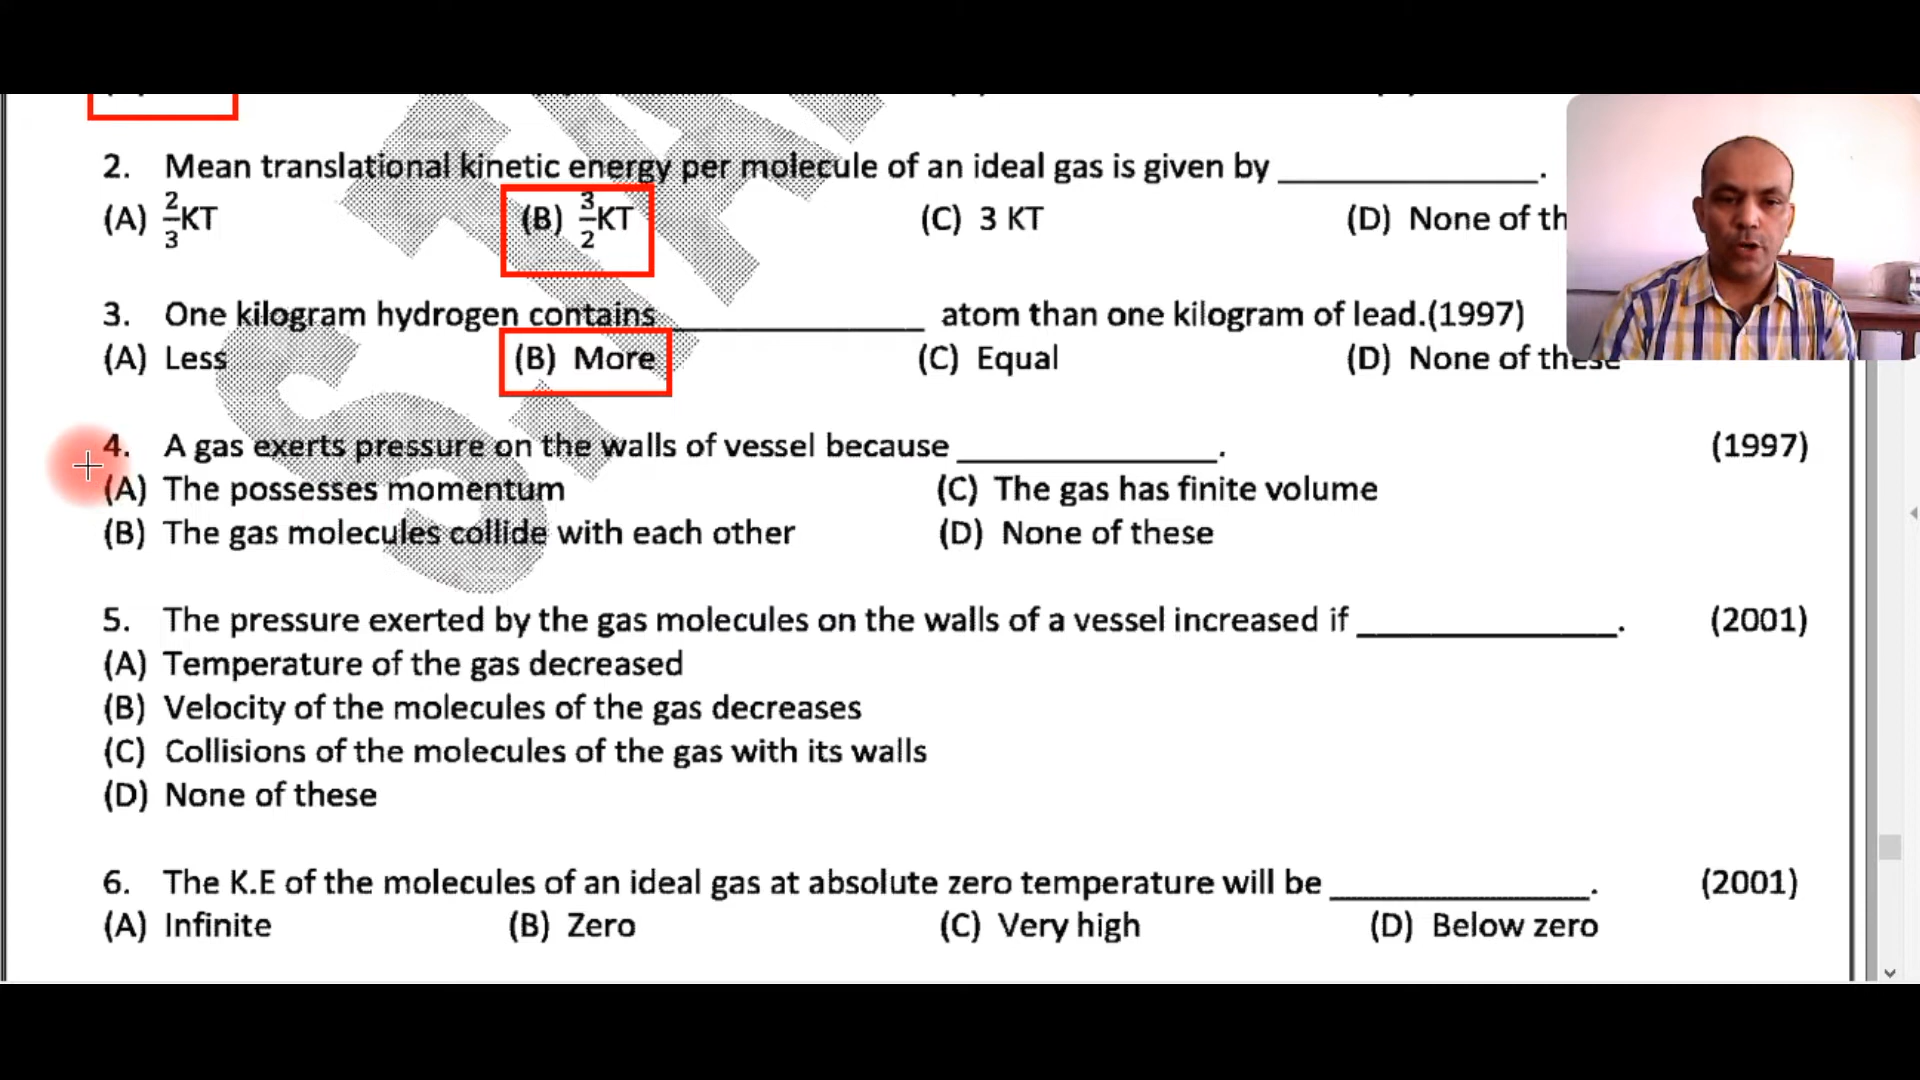 2. Mean translational kinetic energy per molecule of an ideal gas is given by ______________.
(A) 2/3 KT (B) 3/2 KT (C) 3 KT (D) None of th
3. One kilogram hydrogen contains ______________ atom than one kilogram of lead.(1997)
(A) Less (B) More (C) Equal (D) None of these
4. A gas exerts pressure on the walls of vessel because ______________. (1997)
(A) The possesses momentum (C) The gas has finite volume
(B) The gas molecules collide with each other (D) None of these
5. The pressure exerted by the gas molecules on the walls of a vessel increased if ______________. (2001)
(A) Temperature of the gas decreased
(B) Velocity of the molecules of the gas decreases
(C) Collisions of the molecules of the gas with its walls
(D) None of these
6. The K.E of the molecules of an ideal gas at absolute zero temperature will be ______________. (2001)
(A) Infinite (B) Zero (C) Very high (D) Below zero